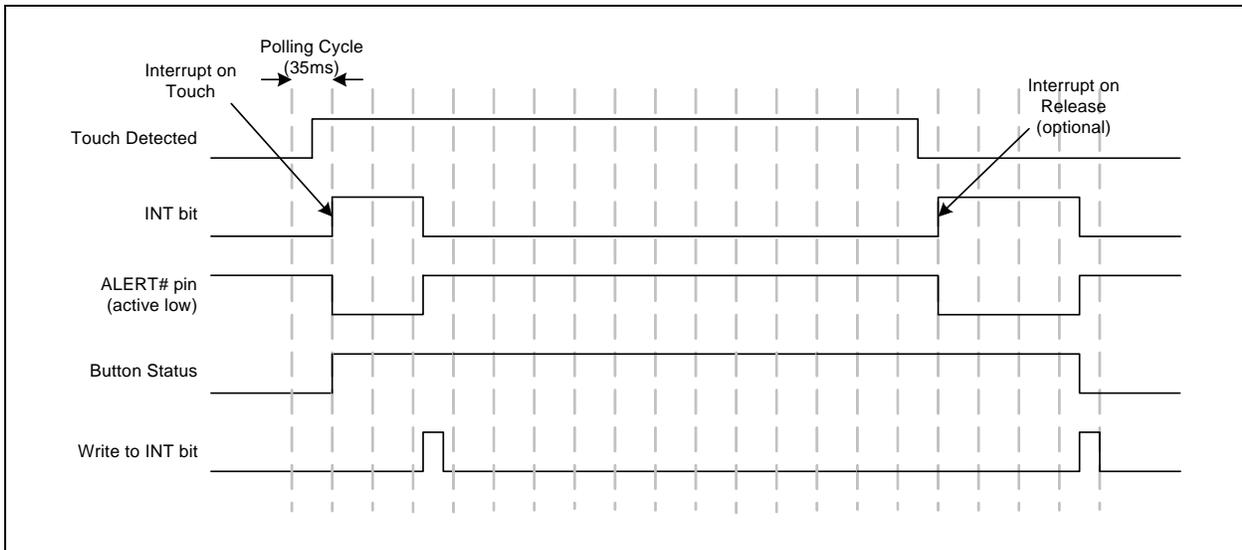 Polling Cycle
(35ms)
Interrupt on
Touch
Interrupt on
Release
(optional)
Touch Detected
INT bit
ALERT# pin
(active low)
Button Status
Write to INT bit